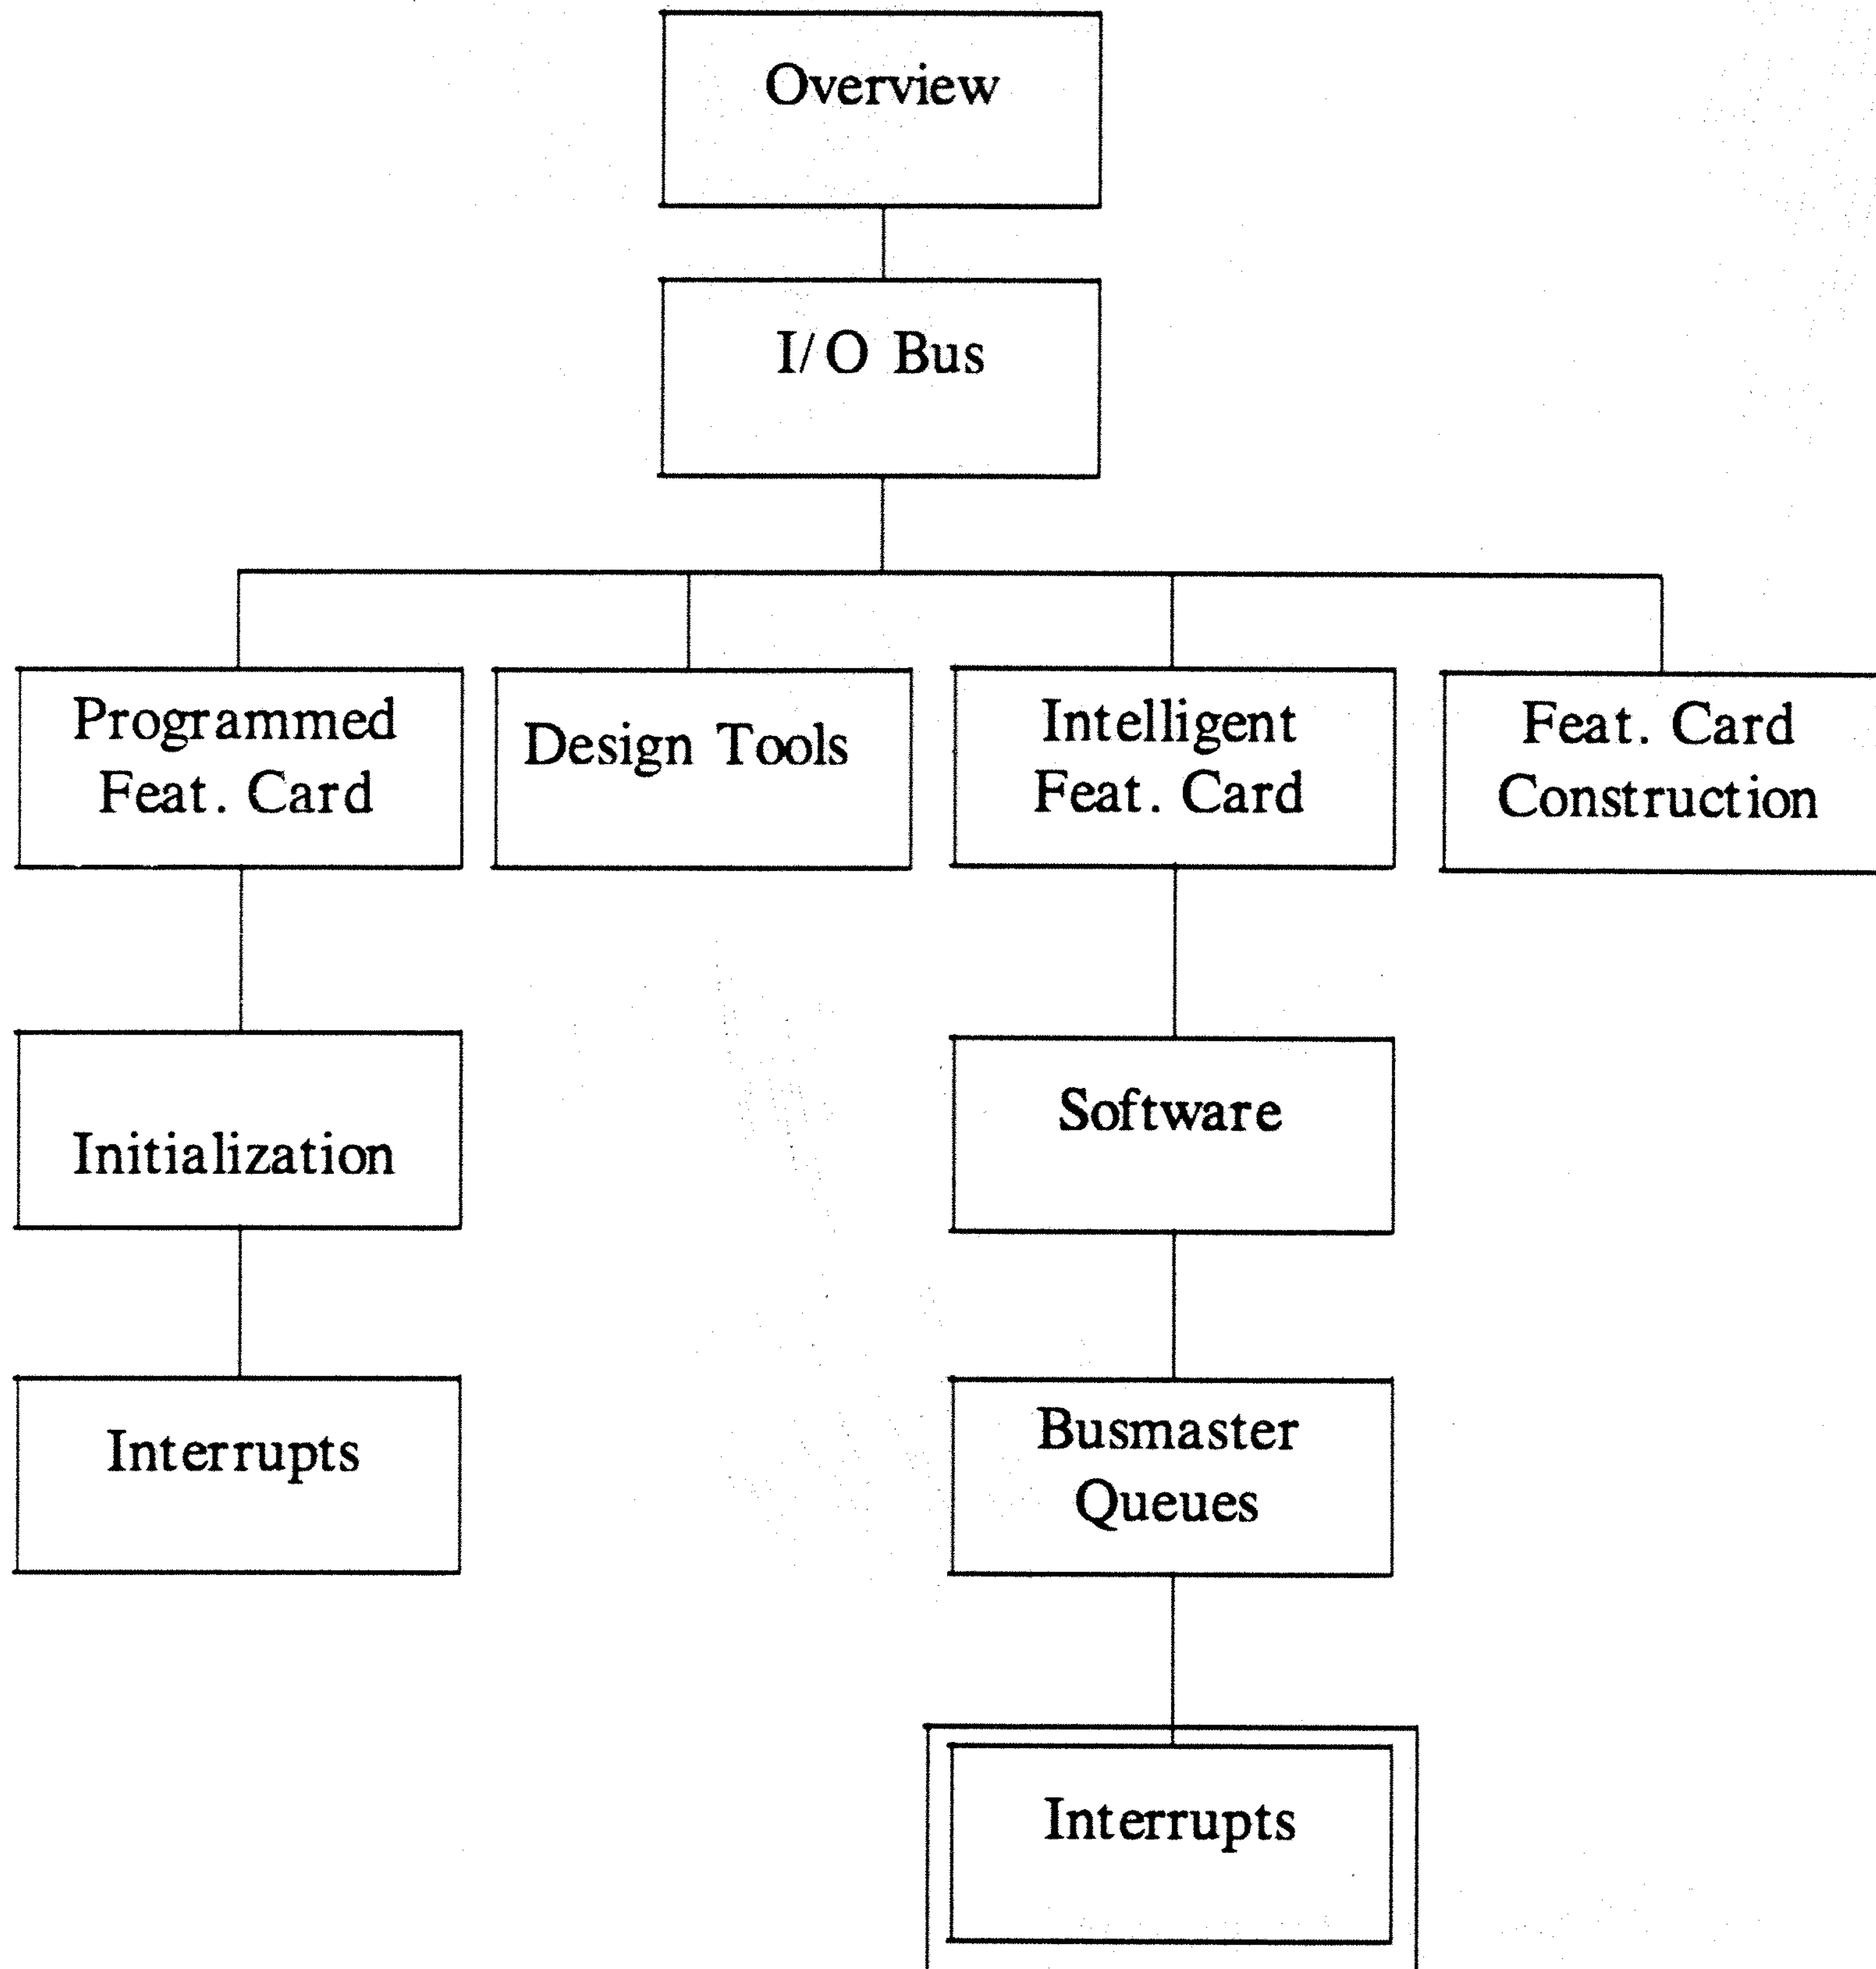 Overview
I/O Bus
Programmed
Feat. Card
Design Tools
Intelligent
Feat. Card
Feat. Card
Construction
Initialization
Software
Interrupts
Busmaster
Queues
Interrupts